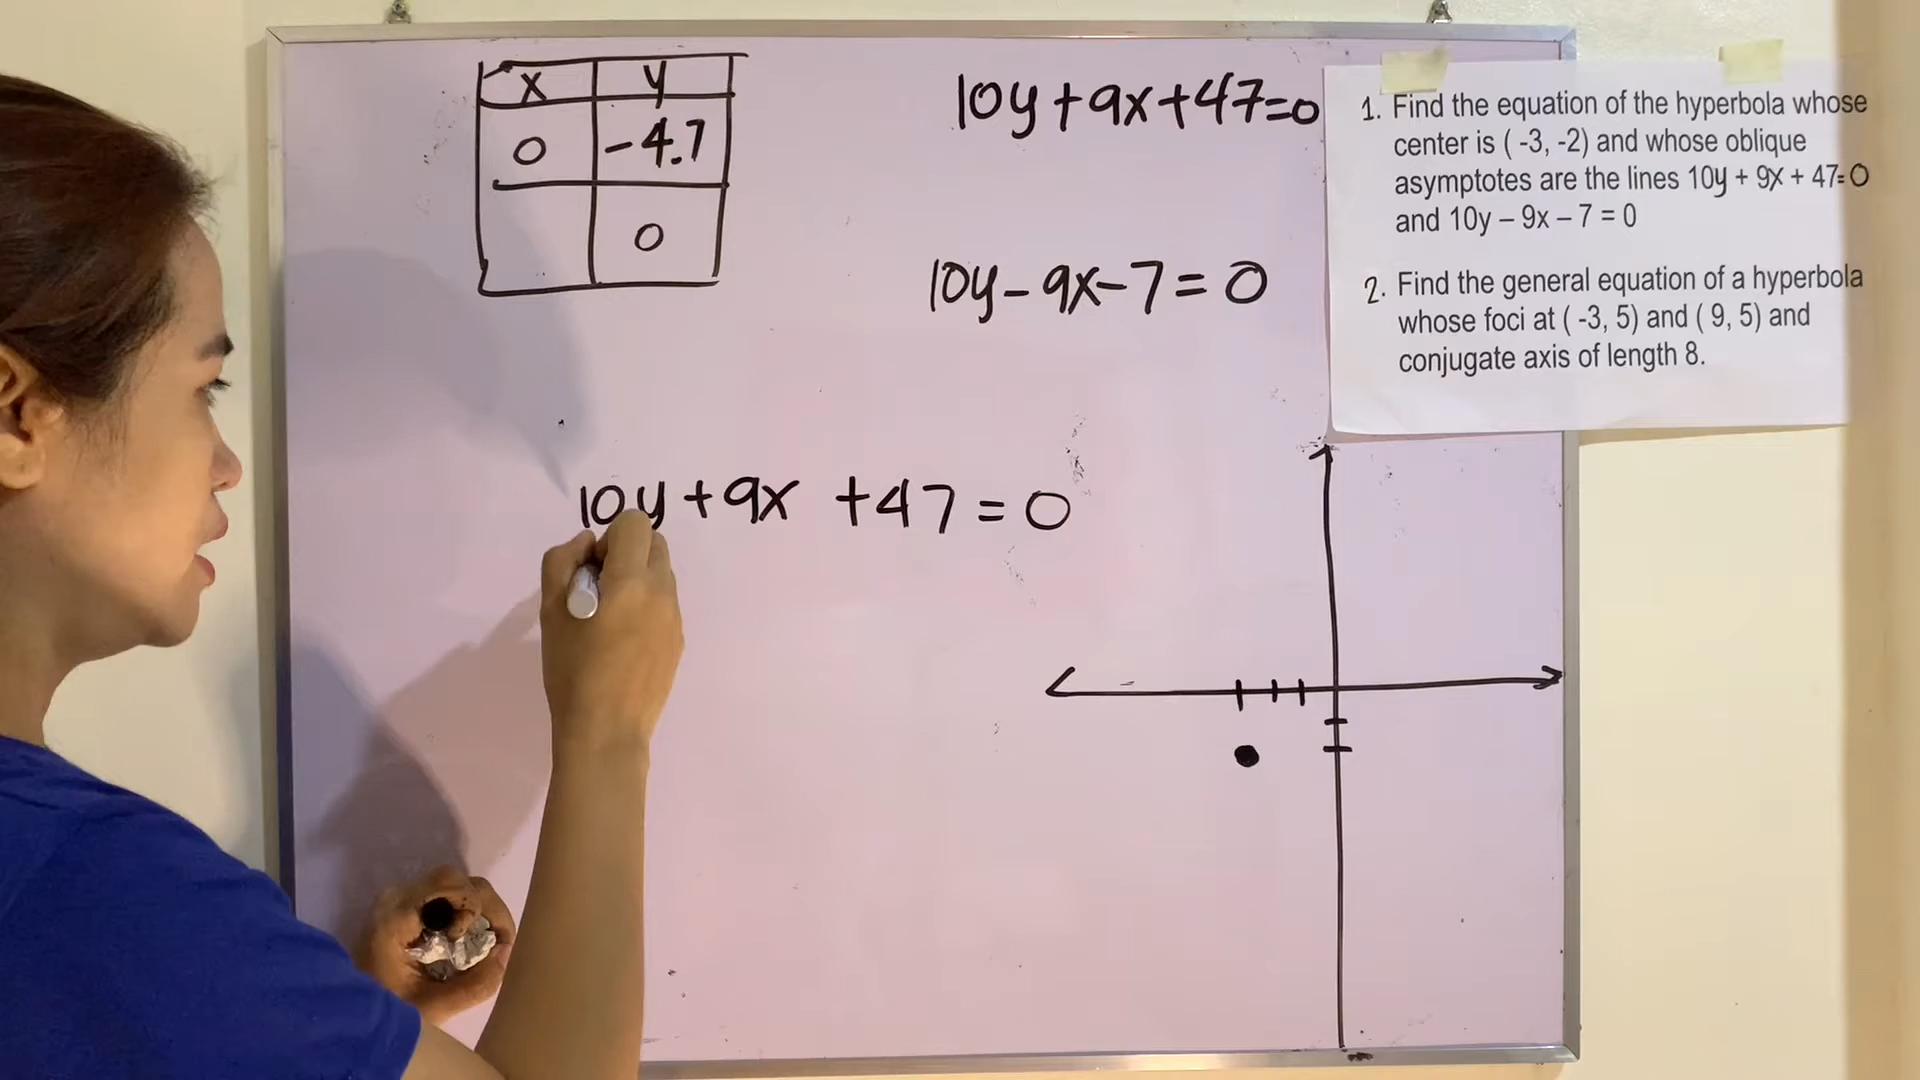 x y
0 -4.7
0
10y+9x+47=0
10y-9x-7=0
10y+9x +47=0
1. Find the equation of the hyperbola whose
center is ( -3, -2) and whose oblique
asymptotes are the lines 10y + 9x + 47=0
and 10y – 9x – 7 = 0
2. Find the general equation of a hyperbola
whose foci at ( -3, 5) and ( 9, 5) and
conjugate axis of length 8.